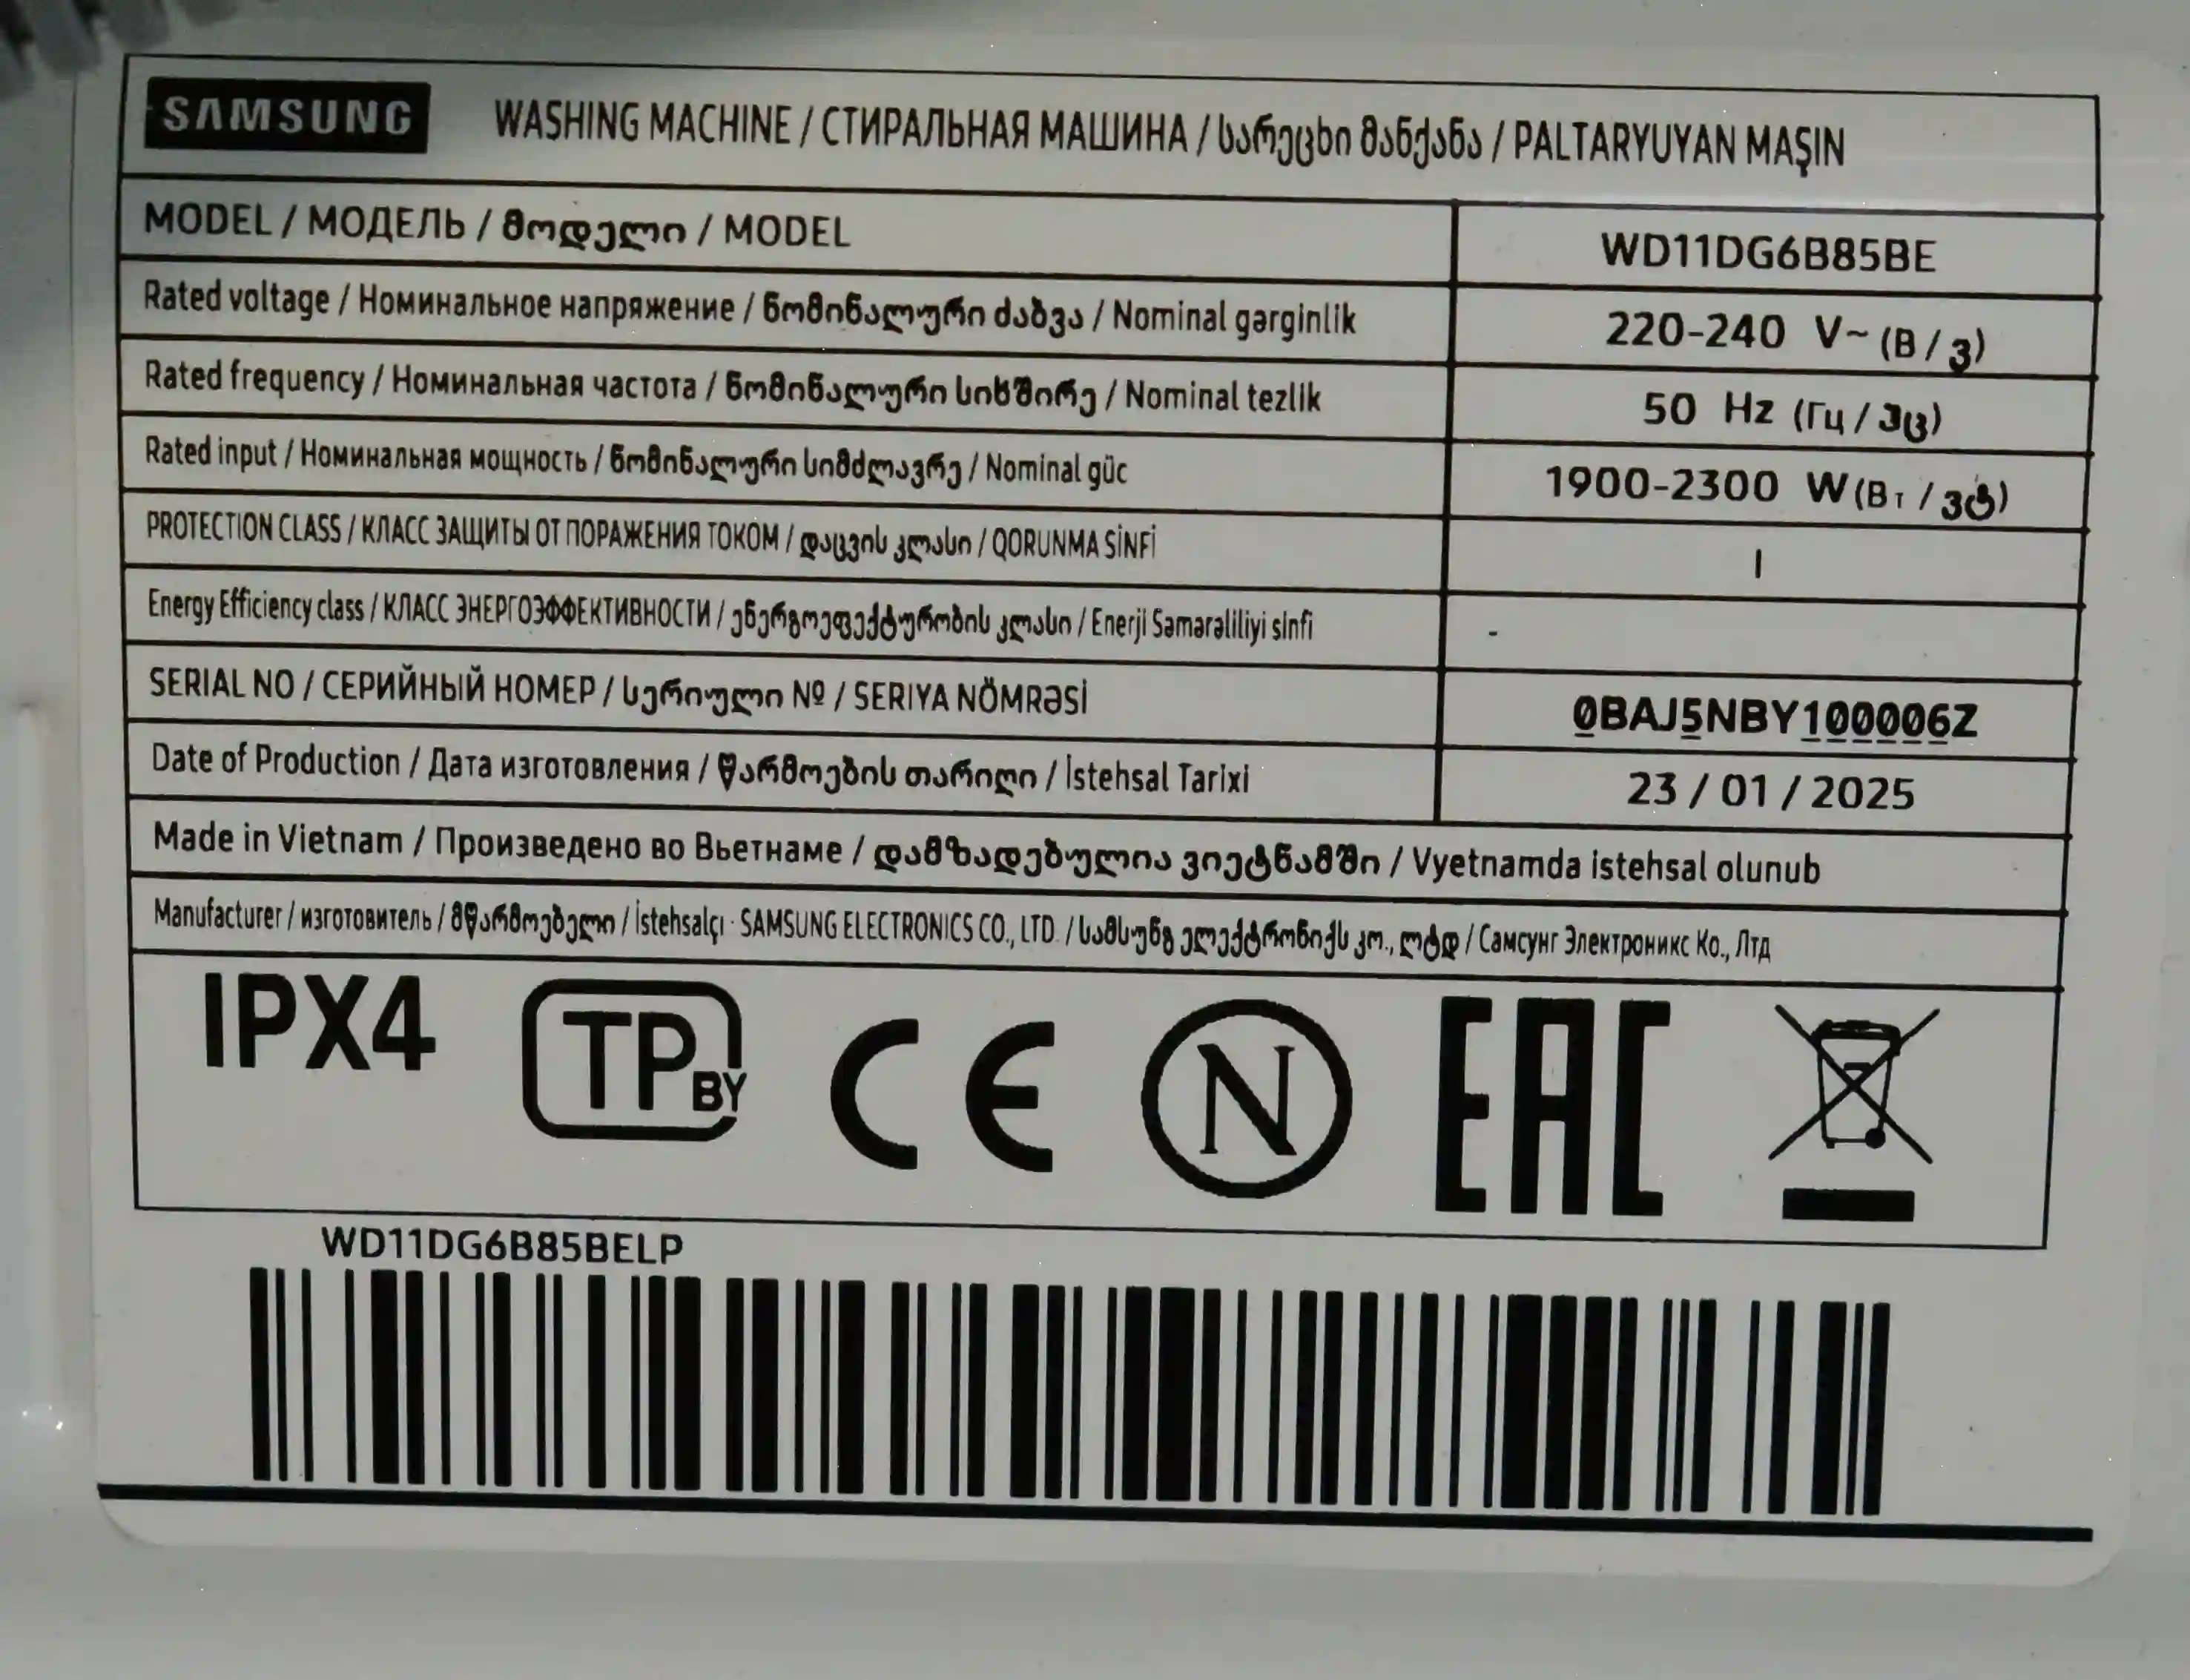 SAMSUNG WASHING MACHINE / СТИРАЛЬНАЯ МАШИНА / სარეცხი მანქანა / PALTARYUYAN MAŞIN
MODEL / МОДЕЛЬ / მოდელი / MODEL WD11DG6B85BE
Rated voltage / Номинальное напряжение / ნომინალური ძაბვა / Nominal gərginlik 220-240 V~ (В / ვ)
Rated frequency / Номинальная частота / ნომინალური სიხშირე / Nominal tezlik 50 Hz (Гц / ჰც)
Rated input / Номинальная мощность / ნომინალური სიმძლავრე / Nominal güc 1900-2300 W (Вт / ვტ)
PROTECTION CLASS / КЛАСС ЗАЩИТЫ ОТ ПОРАЖЕНИЯ ТОКОМ / დაცვის კლასი / QORUNMA SİNFİ I
Energy Efficiency class / КЛАСС ЭНЕРГОЭФФЕКТИВНОСТИ / ენერგოეფექტურობის კლასი / Enerji Səmərəliliyi sinfi -
SERIAL NO / СЕРИЙНЫЙ НОМЕР / სერიული № / SERIYA NÖMRƏSİ 0BAJ5NBY100006Z
Date of Production / Дата изготовления / წარმოების თარიღი / İstehsal Tarixi 23 / 01 / 2025
Made in Vietnam / Произведено во Вьетнаме / დამზადებულია ვიეტნამში / Vyetnamda istehsal olunub
Manufacturer / изготовитель / მწარმოებელი / İstehsalçı : SAMSUNG ELECTRONICS CO., LTD. / სამსუნგ ელექტრონიქს კო., ლტდ / Самсунг Электроникс Ко., Лтд
IPX4 TP BY CE N EAC
WD11DG6B85BELP